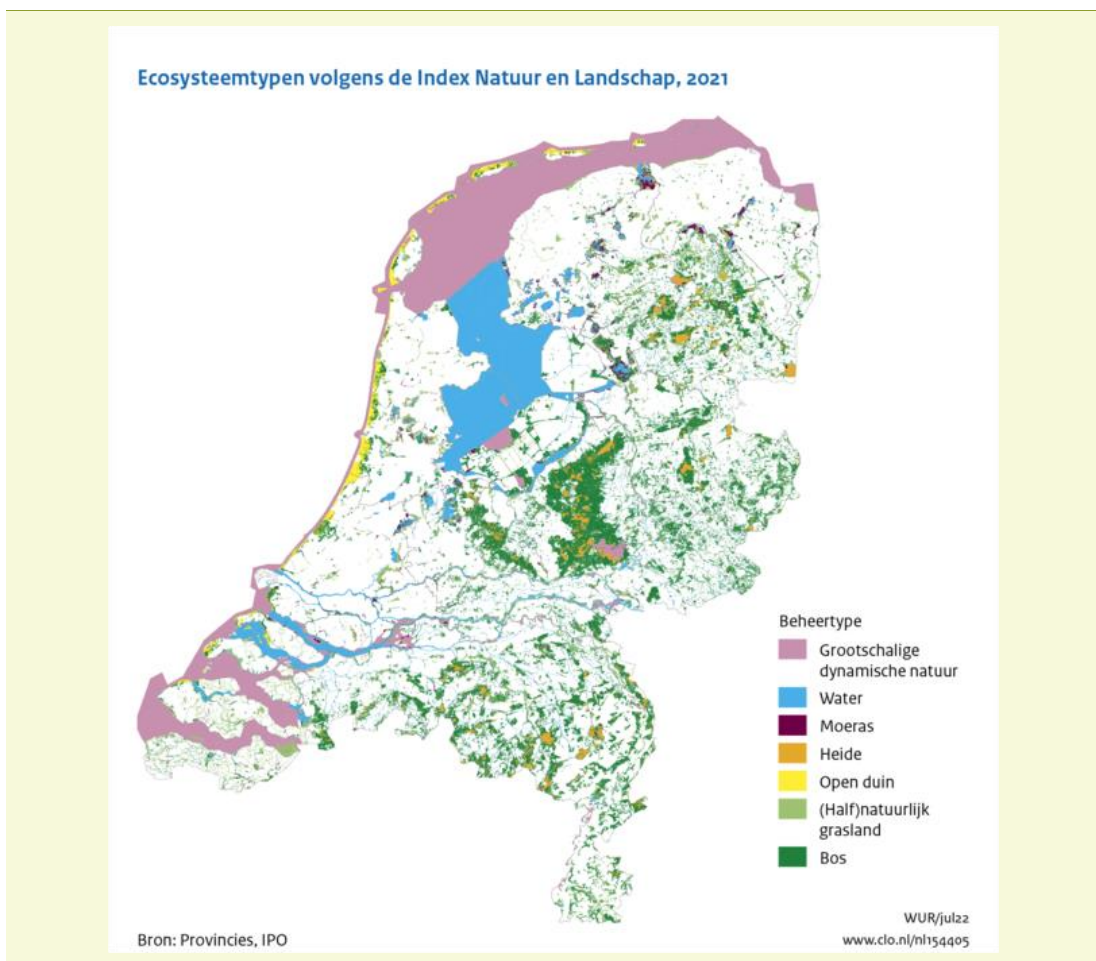 Ecosysteemtypen volgens de Index Natuur en Landschap, 2021
Beheertype
Grootschalige
dynamische natuur
Water
Moeras
Heide
Open duin
(Half)natuurlijk
grasland
Bos
WUR/jul22
Bron: Provincies, IPO
www.clo.nl/nl154405